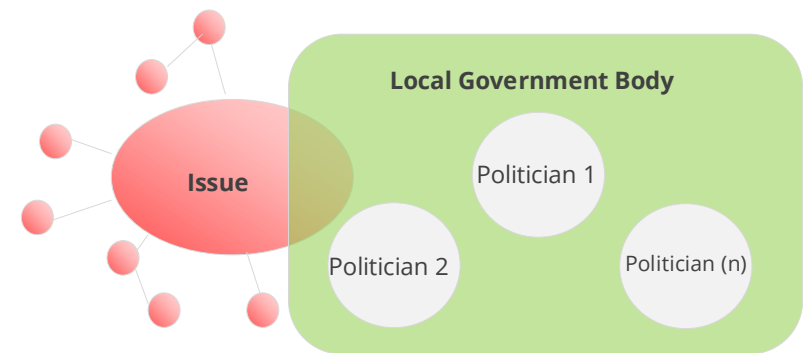 Local Government Body
Issue
Politician 1
Politician 2
Politician (n)